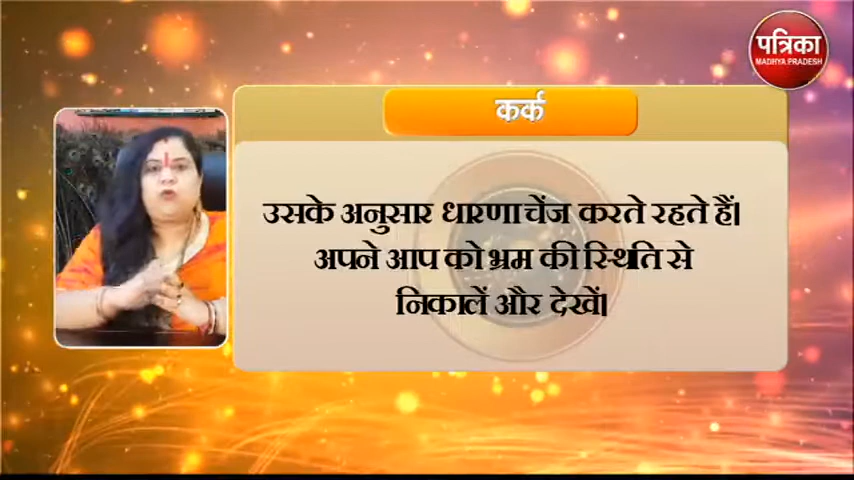 पत्रिका
MADHYA PRADESH
कर्क
उसके अनुसार धारणा चेंज करते रहते हैं।
अपने आप को भ्रम की स्थिति से
निकालें और देखें।